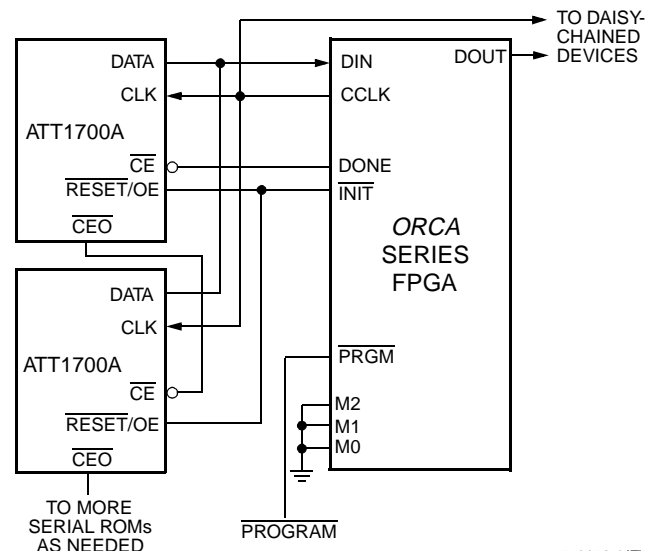 TO DAISY-
CHAINED
DEVICES
DATA
CLK
ATT1700A
CE
RESET/OE
CEO
DIN
DOUT
CCLK
DONE
INIT
ORCA
SERIES
FPGA
PRGM
M2
M1
M0
DATA
CLK
ATT1700A
CE
RESET/OE
CEO
TO MORE
SERIAL ROMs
AS NEEDED
PROGRAM